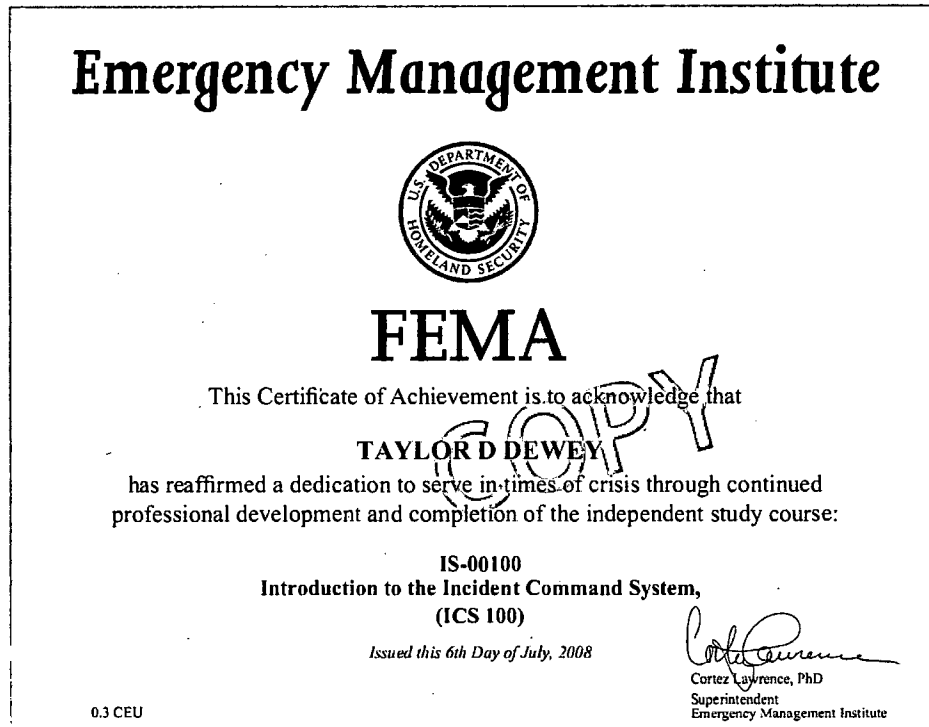 Emergency Management Institute
U.S. DEPARTMENT OF
HOMELAND SECURITY
FEMA
This Certificate of Achievement is to acknowledge that
COPY
TAYLOR D DEWEY
has reaffirmed a dedication to serve in times of crisis through continued
professional development and completion of the independent study course:
IS-00100
Introduction to the Incident Command System,
(ICS 100)
Issued this 6th Day of July, 2008
Cortez Lawrence
Cortez Lawrence, PhD
Superintendent
Emergency Management Institute
0.3 CEU